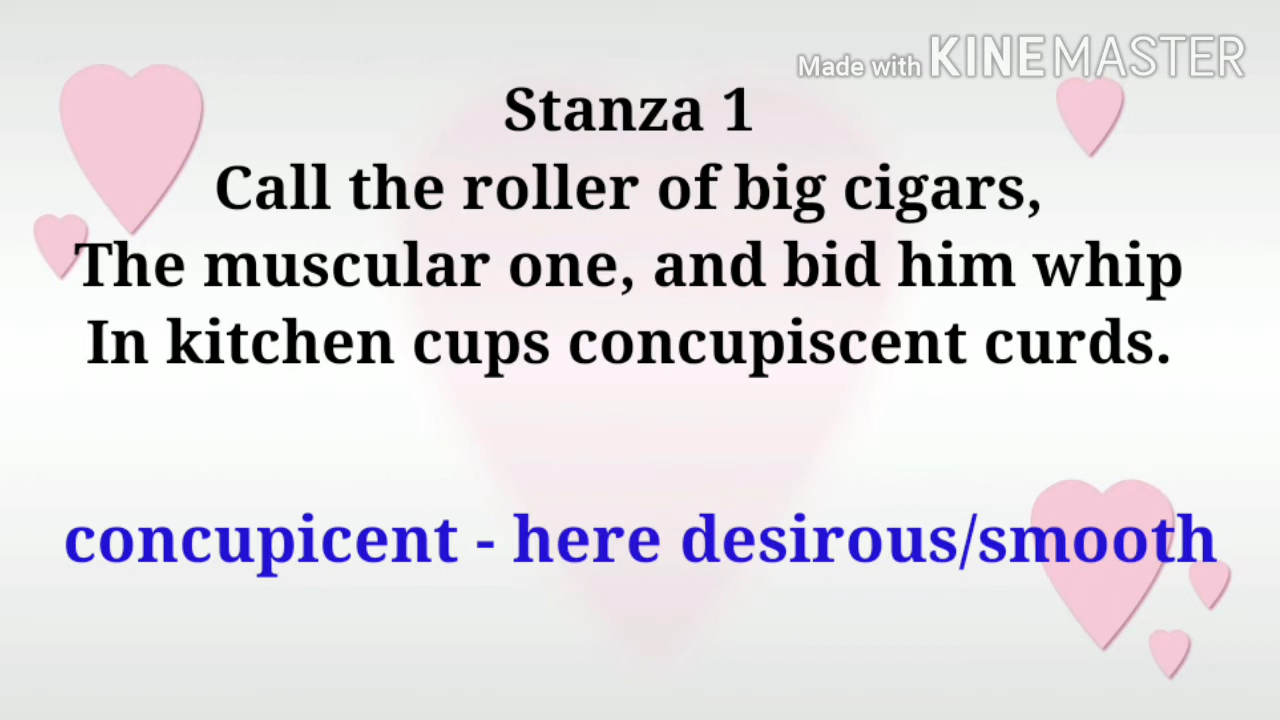 Made with KINEMASTER
Stanza 1
Call the roller of big cigars,
The muscular one, and bid him whip
In kitchen cups concupiscent curds.
concupicent - here desirous/smooth